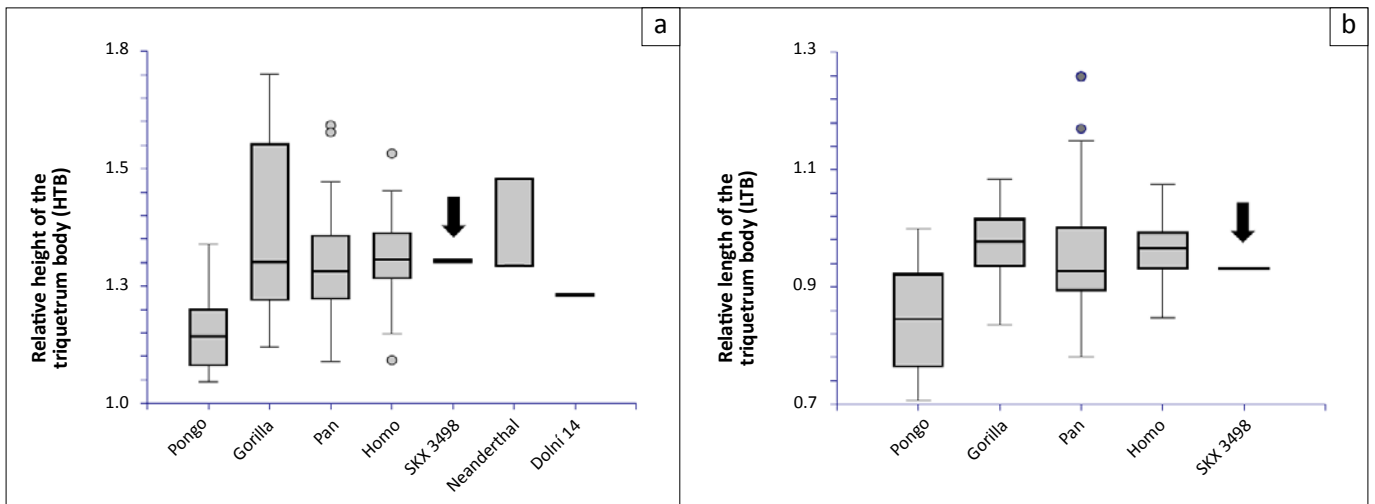 a
1.8
1.5
1.3
1.0
Relative height of the
triquetrum body (HTB)
Pongo
Gorilla
Pan
Homo
SKX 3498
Neanderthal
Dolní 14
b
1.3
1.1
0.9
0.7
Relative length of the
triquetrum body (LTB)
Pongo
Gorilla
Pan
Homo
SKX 3498